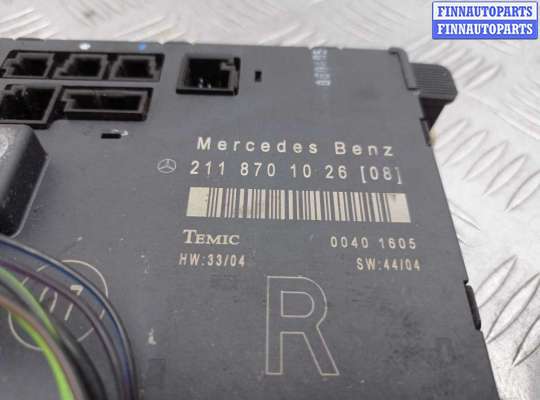 FINNAUTOPARTS
FINNAUTOPARTS
Mercedes Benz
211 870 10 26 [08]
TEMIC 0040 1605
HW:33/04 SW:44/04
R